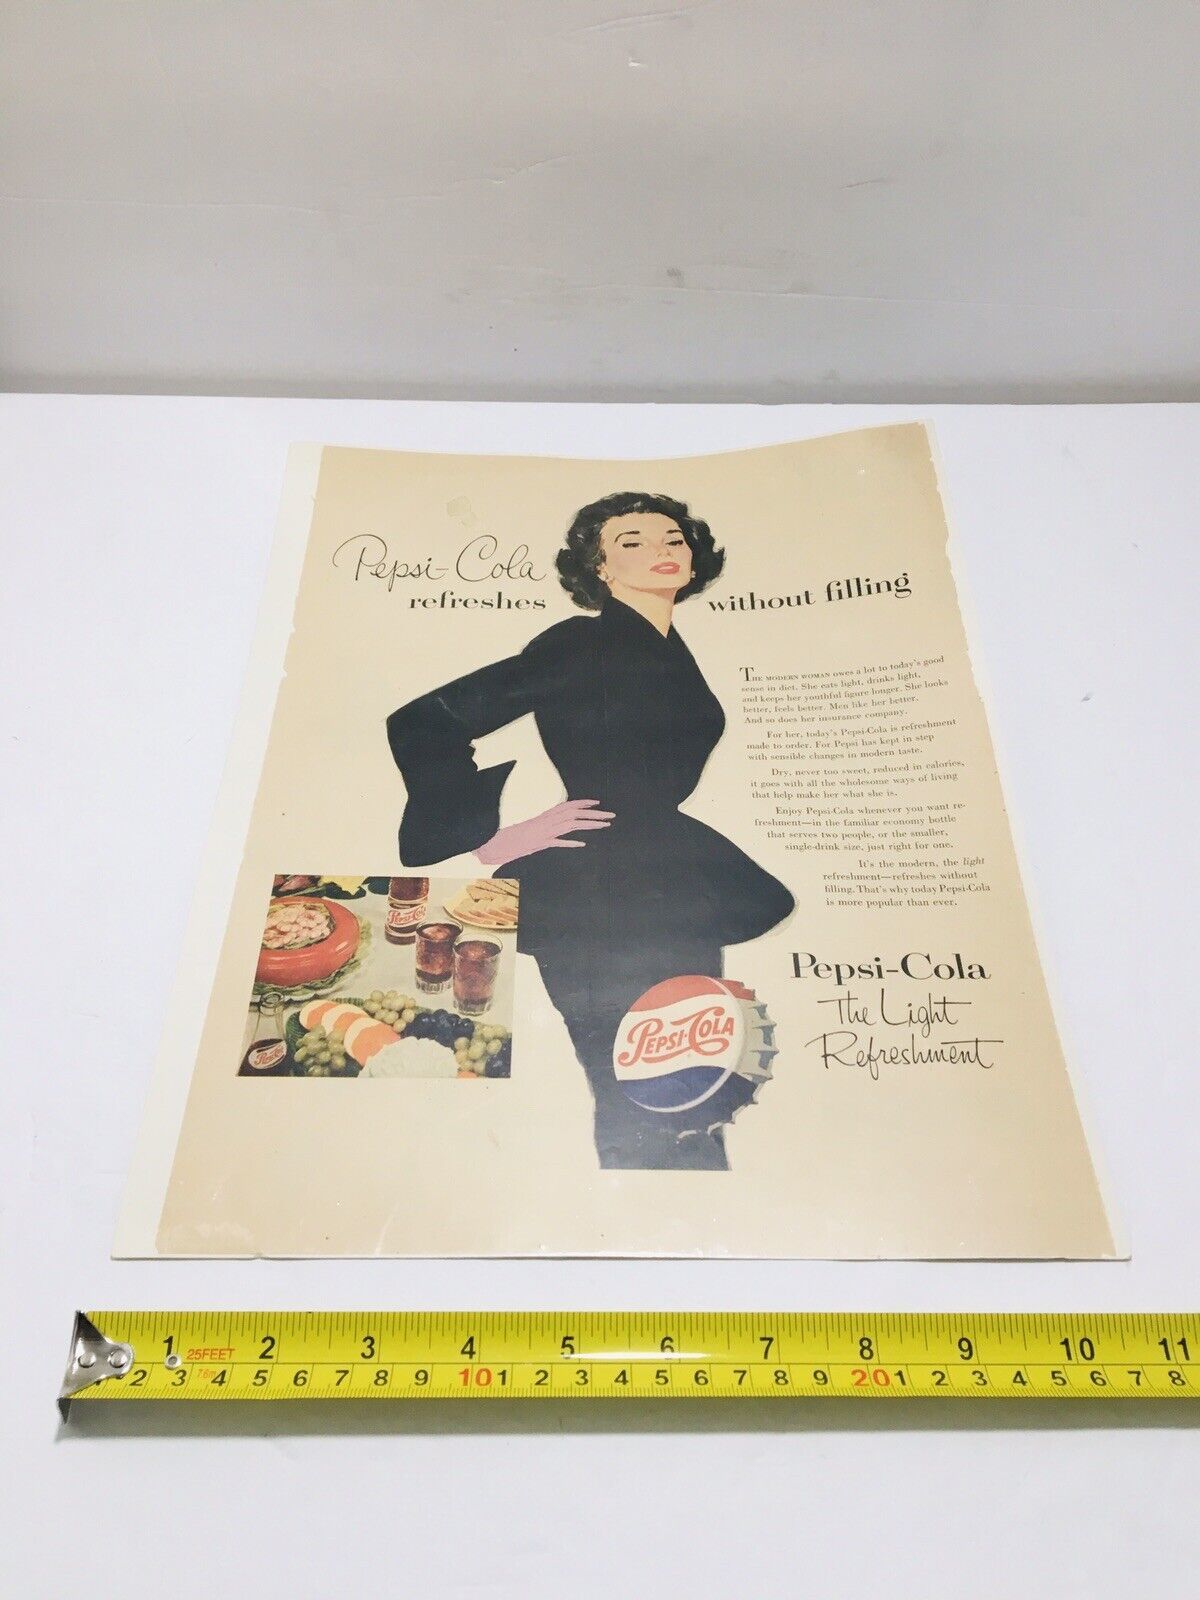 Pepsi-Cola
refreshes
without filling
THE MODERN WOMAN owes a lot to today's good
sense in diet. She eats light, drinks light,
and keeps her youthful figure longer. She looks
better, feels better. Men like her better.
And so does her insurance company.
For her, today's Pepsi-Cola is refreshment
made to order. For Pepsi has kept in step
with sensible changes in modern taste.
Dry, never too sweet, reduced in calories,
it goes with all the wholesome ways of living
that help make her what she is.
Enjoy Pepsi-Cola whenever you want re-
freshment—in the familiar economy bottle
that serves two people, or the smaller,
single-drink size, just right for one.
It's the modern, the light
refreshment—refreshes without
filling. That's why today Pepsi-Cola
is more popular than ever.
Pepsi-Cola
Pepsi-Cola
PEPSI-COLA
Pepsi-Cola
The Light
Refreshment
1 25FEET 2 3 4 5 6 7 8 9 10 11
2 3 7.6m 4 5 6 7 8 9 10 1 2 3 4 5 6 7 8 9 20 1 2 3 4 5 6 7 8